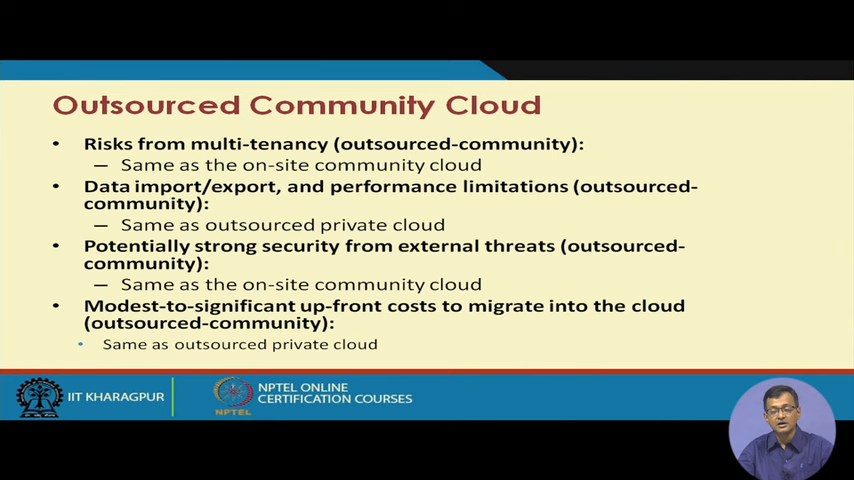 Outsourced Community Cloud
• Risks from multi-tenancy (outsourced-community):
– Same as the on-site community cloud
• Data import/export, and performance limitations (outsourced-
community):
– Same as outsourced private cloud
• Potentially strong security from external threats (outsourced-
community):
– Same as the on-site community cloud
• Modest-to-significant up-front costs to migrate into the cloud
(outsourced-community):
• Same as outsourced private cloud
IIT KHARAGPUR
NPTEL
NPTEL ONLINE
CERTIFICATION COURSES